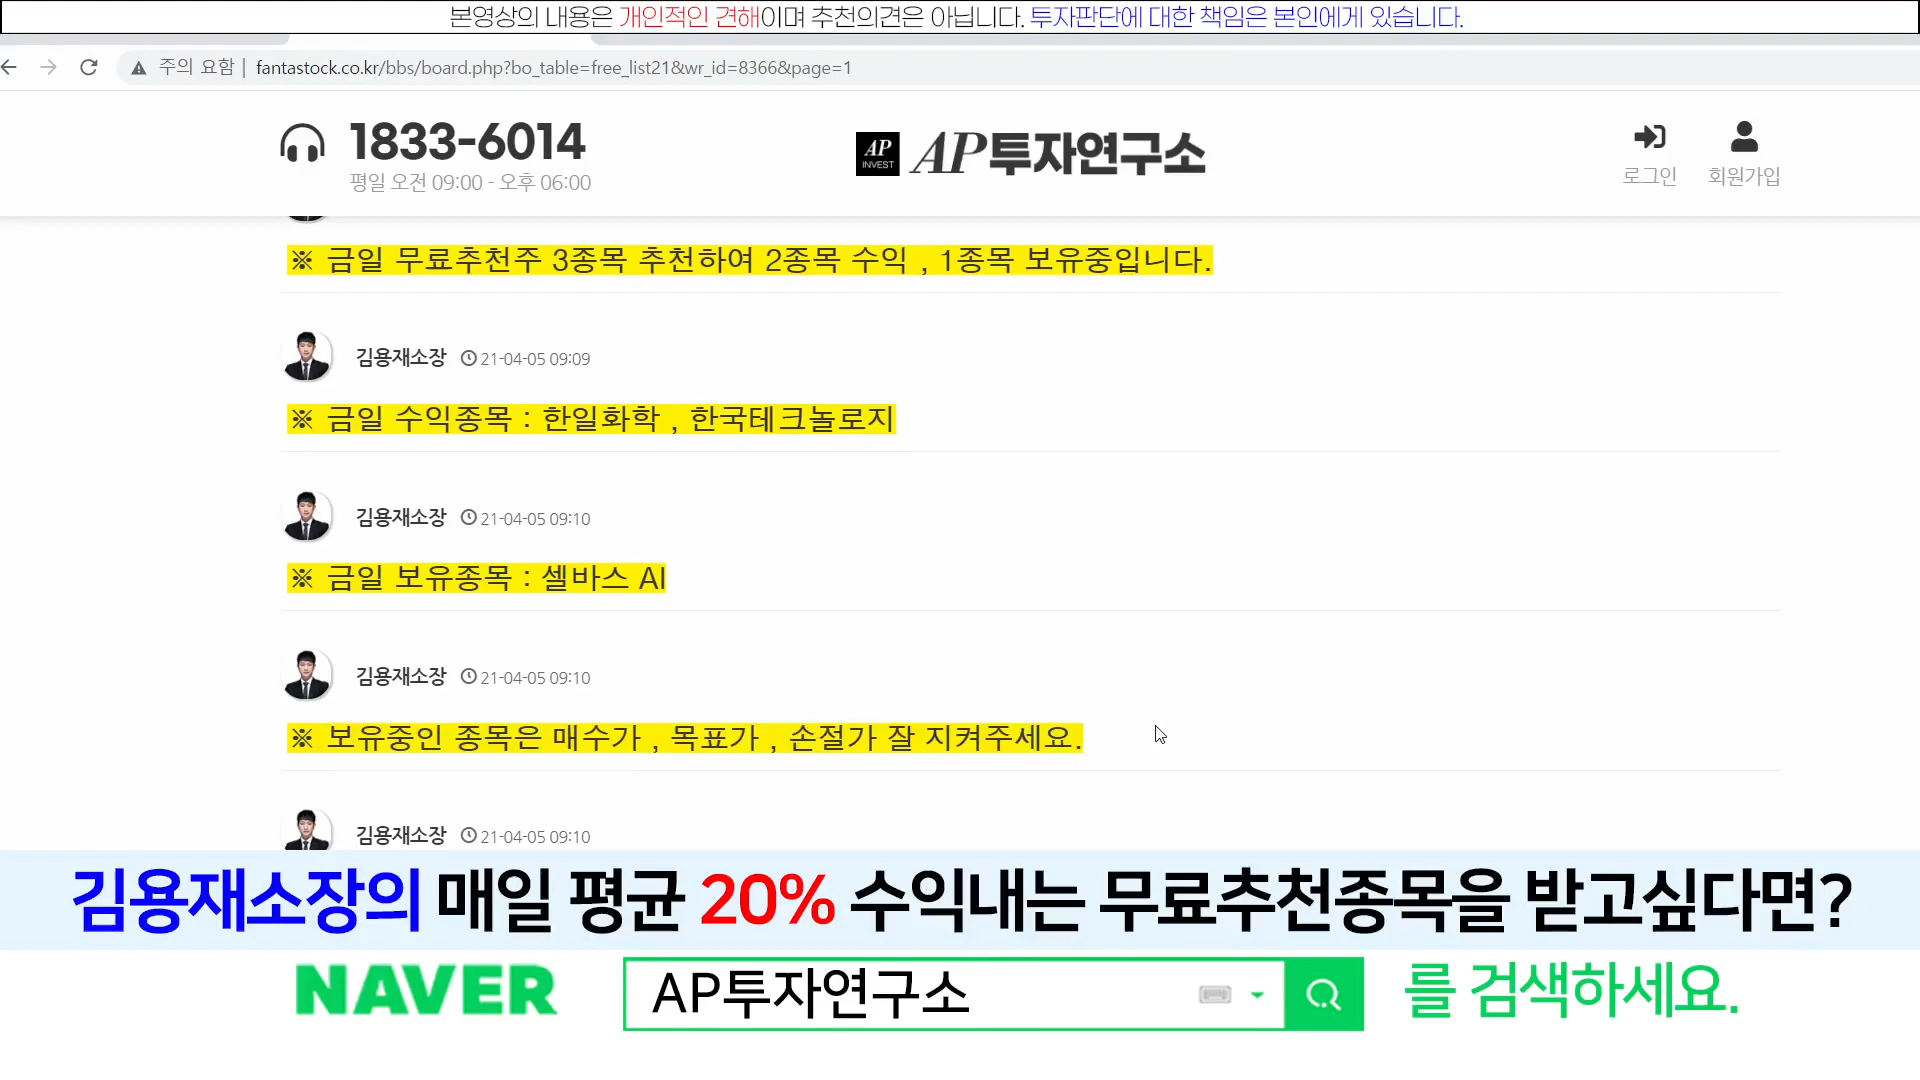 본영상의 내용은 개인적인 견해이며 추천의견은 아닙니다. 투자판단에 대한 책임은 본인에게 있습니다.
주의 요함 | fantastock.co.kr/bbs/board.php?bo_table=free_list21&wr_id=8366&page=1
1833-6014
평일 오전 09:00 - 오후 06:00
AP INVEST
AP투자연구소
로그인
회원가입
※ 금일 무료추천주 3종목 추천하여 2종목 수익 , 1종목 보유중입니다.
김용재소장 21-04-05 09:09
※ 금일 수익종목 : 한일화학 , 한국테크놀로지
김용재소장 21-04-05 09:10
※ 금일 보유종목 : 셀바스 AI
김용재소장 21-04-05 09:10
※ 보유중인 종목은 매수가 , 목표가 , 손절가 잘 지켜주세요.
김용재소장 21-04-05 09:10
김용재소장의 매일 평균 20% 수익내는 무료추천종목을 받고싶다면?
NAVER AP투자연구소 를 검색하세요.